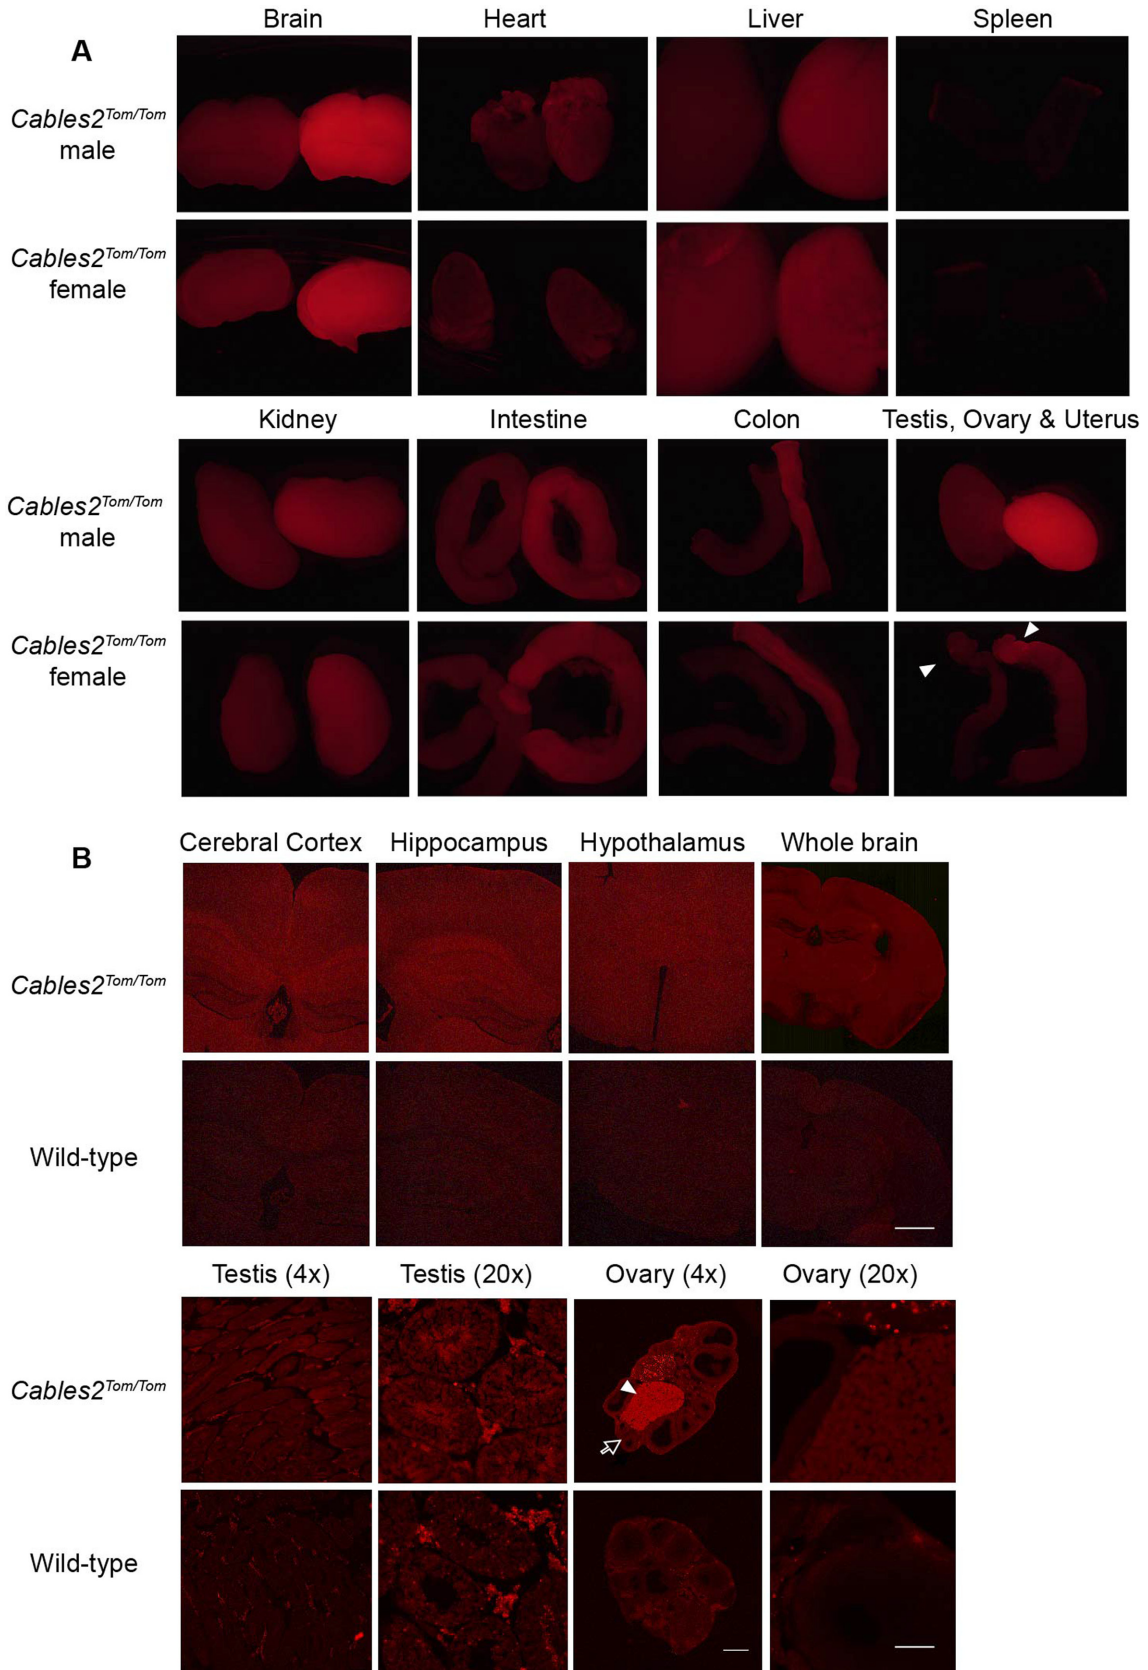 A
Brain Heart Liver Spleen
Cables2Tom/Tom
male
Cables2Tom/Tom
female
Kidney Intestine Colon Testis, Ovary & Uterus
Cables2Tom/Tom
male
Cables2Tom/Tom
female
B
Cerebral Cortex Hippocampus Hypothalamus Whole brain
Cables2Tom/Tom
Wild-type
Testis (4x) Testis (20x) Ovary (4x) Ovary (20x)
Cables2Tom/Tom
Wild-type